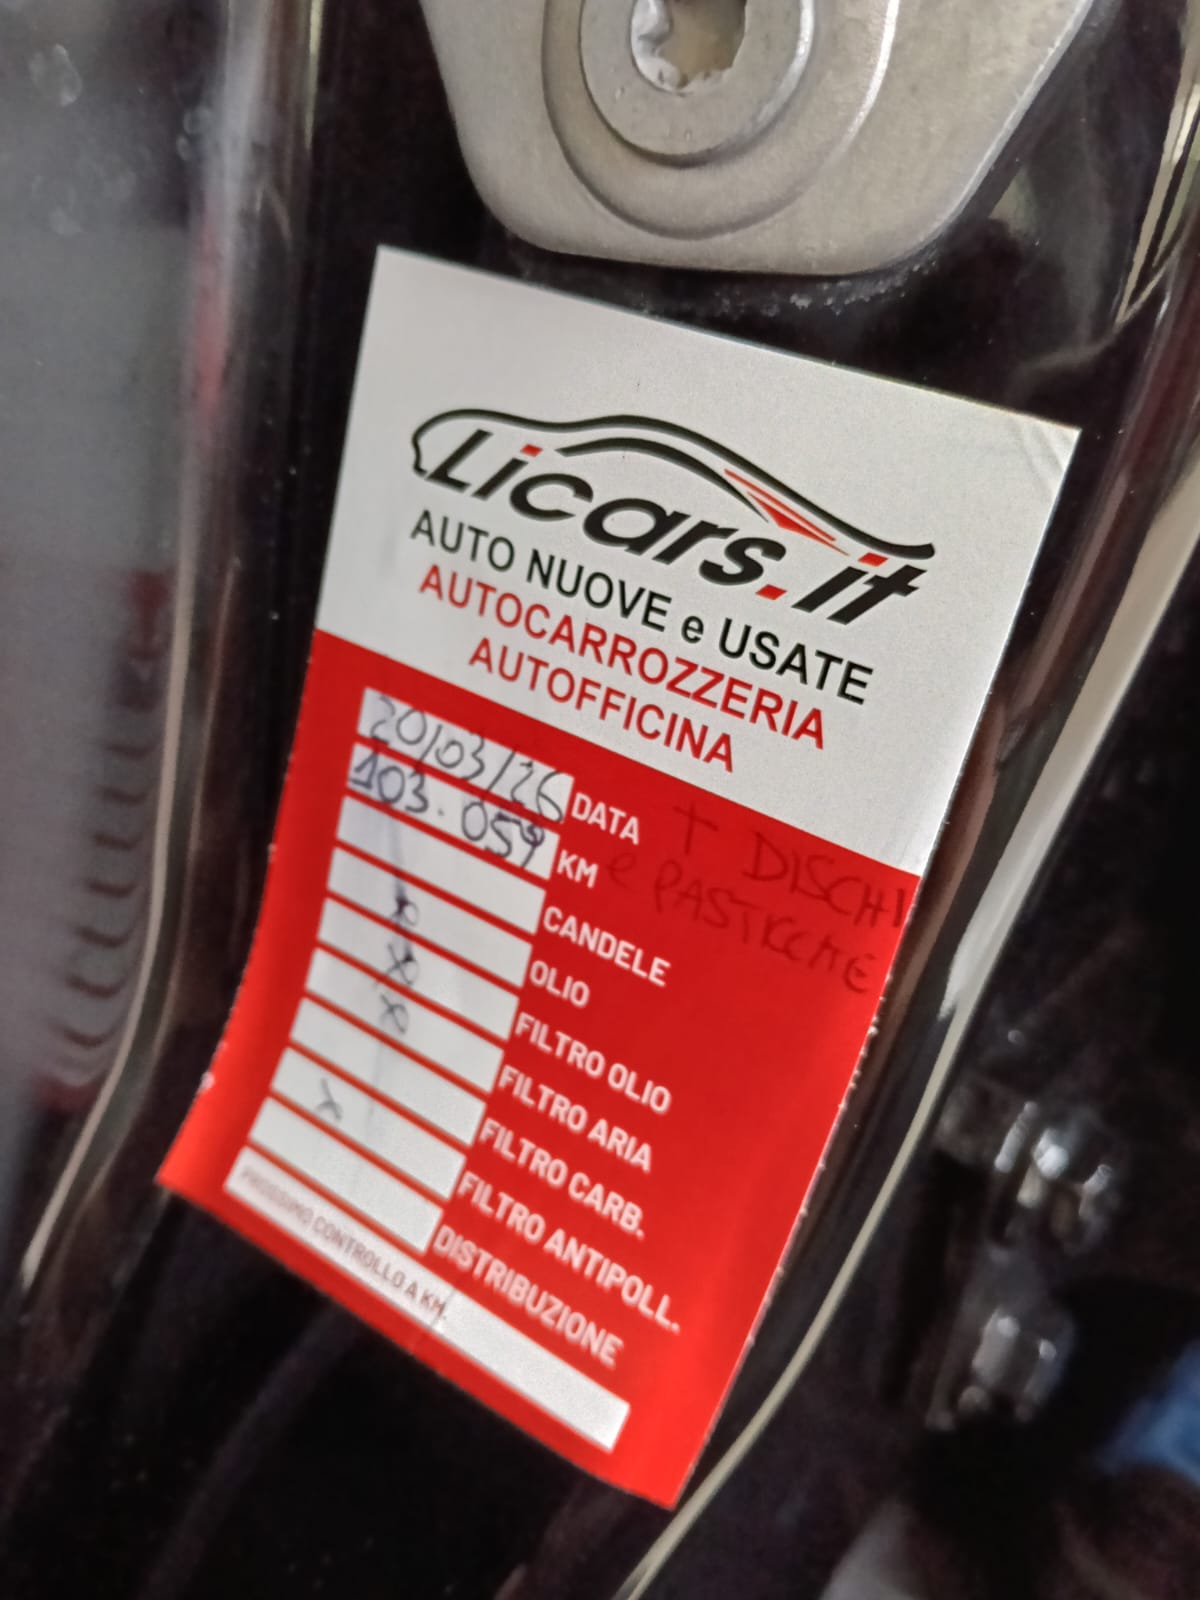 Licars.it
AUTO NUOVE e USATE
AUTOCARROZZERIA
AUTOFFICINA
20/03/26 DATA
103.059 KM
+ DISCHI
e PASTICCHE
CANDELE
x OLIO
x FILTRO OLIO
x FILTRO ARIA
FILTRO CARB.
x FILTRO ANTIPOLL.
DISTRIBUZIONE
PROSSIMO CONTROLLO A KM.